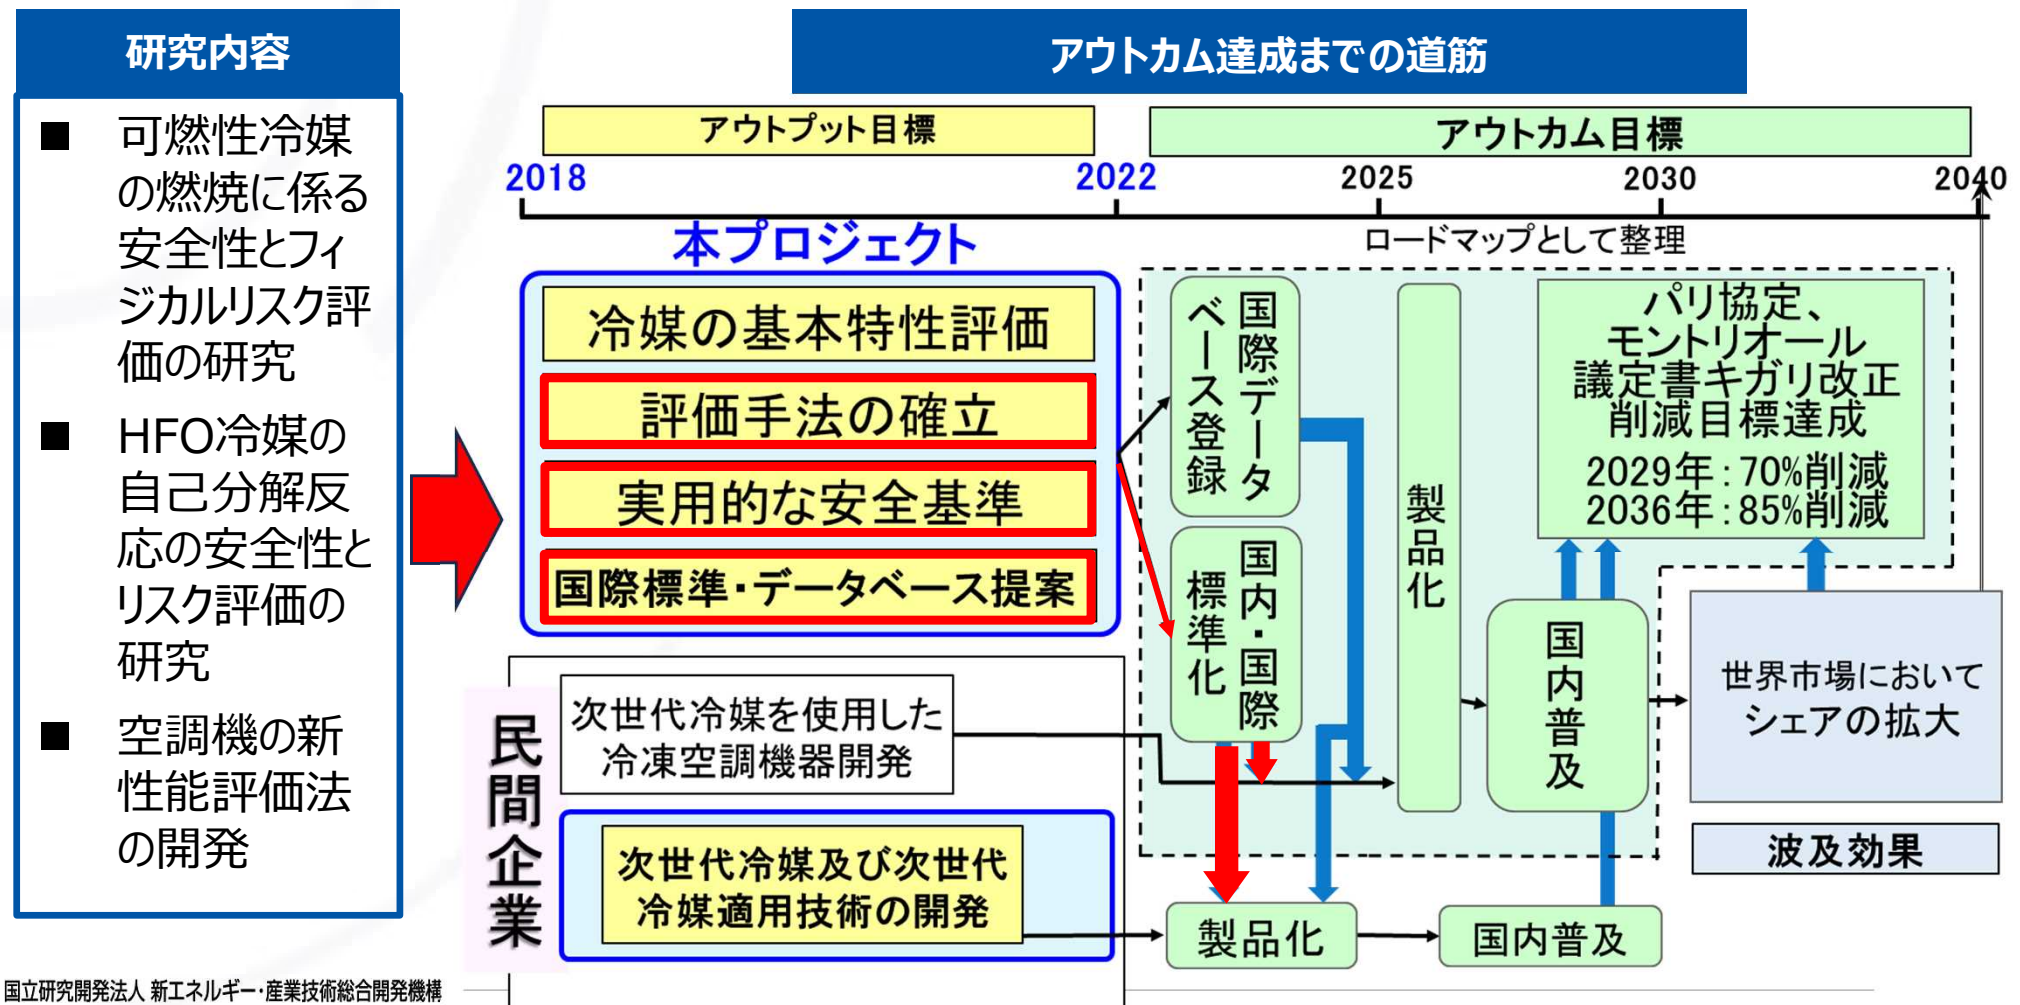 研究内容
■ 可燃性冷媒
の燃焼に係る
安全性とフィ
ジカルリスク評
価の研究
■ HFO冷媒の
自己分解反
応の安全性と
リスク評価の
研究
■ 空調機の新
性能評価法
の開発
アウトカム達成までの道筋
アウトプット目標
アウトカム目標
2018
2022
2025
2030
2040
本プロジェクト
ロードマップとして整理
冷媒の基本特性評価
評価手法の確立
実用的な安全基準
国際標準・データベース提案
国際データ
ベース登録
国内・国際
標準化
製品化
パリ協定、
モントリオール
議定書キガリ改正
削減目標達成
2029年：70%削減
2036年：85%削減
国内普及
世界市場において
シェアの拡大
波及効果
民間企業
次世代冷媒を使用した
冷凍空調機器開発
次世代冷媒及び次世代
冷媒適用技術の開発
製品化
国内普及
国立研究開発法人 新エネルギー・産業技術総合開発機構